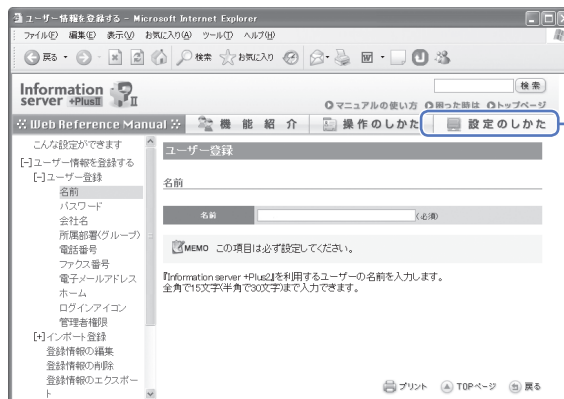 ユーザー情報を登録する - Microsoft Internet Explorer
ファイル(F) 編集(E) 表示(V) お気に入り(A) ツール(T) ヘルプ(H)
戻る 検索 お気に入り
Information server +PlusII
検索
マニュアルの使い方 困った時は トップページ
Web Reference Manual 機能紹介 操作のしかた 設定のしかた
こんな設定ができます
[-]ユーザー情報を登録する
[-]ユーザー登録
名前
パスワード
会社名
所属部署(グループ)
電話番号
ファクス番号
電子メールアドレス
ホーム
ログインアイコン
管理者権限
[+]インポート登録
登録情報の編集
登録情報の削除
登録情報のエクスポー
ト
ユーザー登録
名前
名前 (必須)
MEMO この項目は必ず設定してください。
『Information server +Plus2』を利用するユーザーの名前を入力します。
全角で15文字(半角で30文字)まで入力できます。
プリント TOPページ 戻る